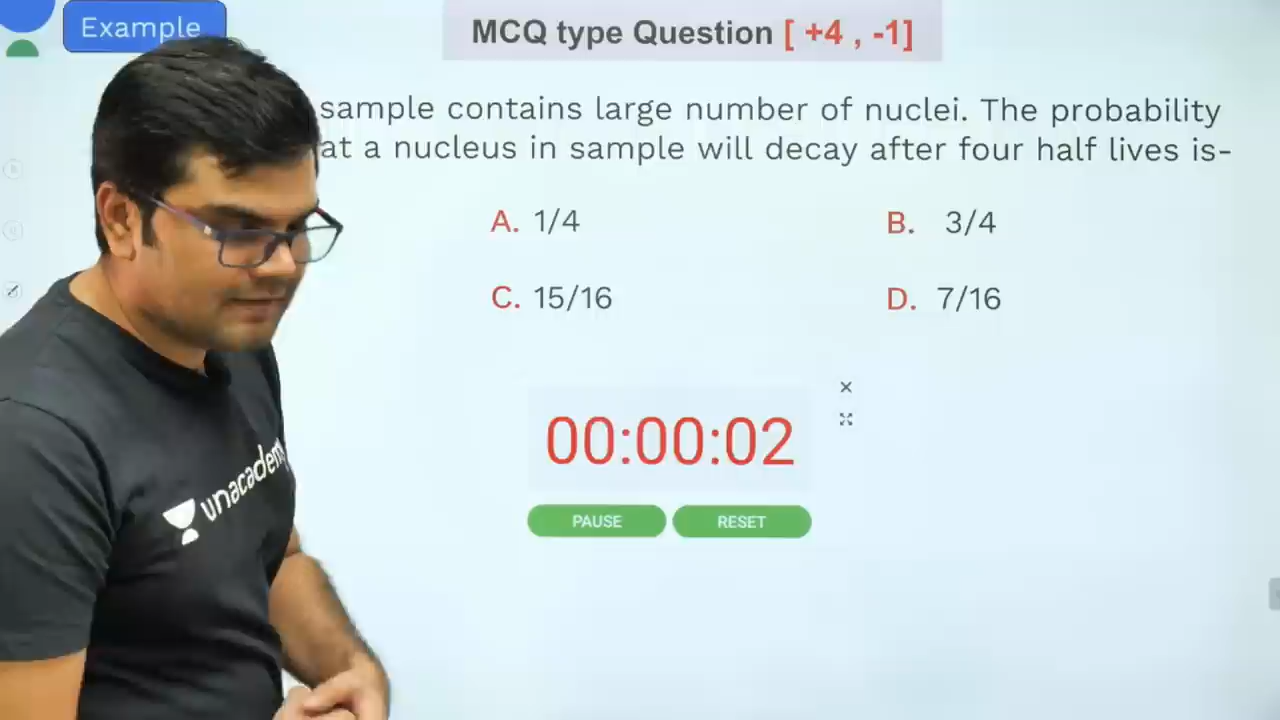 Example
MCQ type Question [ +4 , -1]
sample contains large number of nuclei. The probability
at a nucleus in sample will decay after four half lives is-
A. 1/4
B. 3/4
C. 15/16
D. 7/16
00:00:02
PAUSE
RESET
unacademy